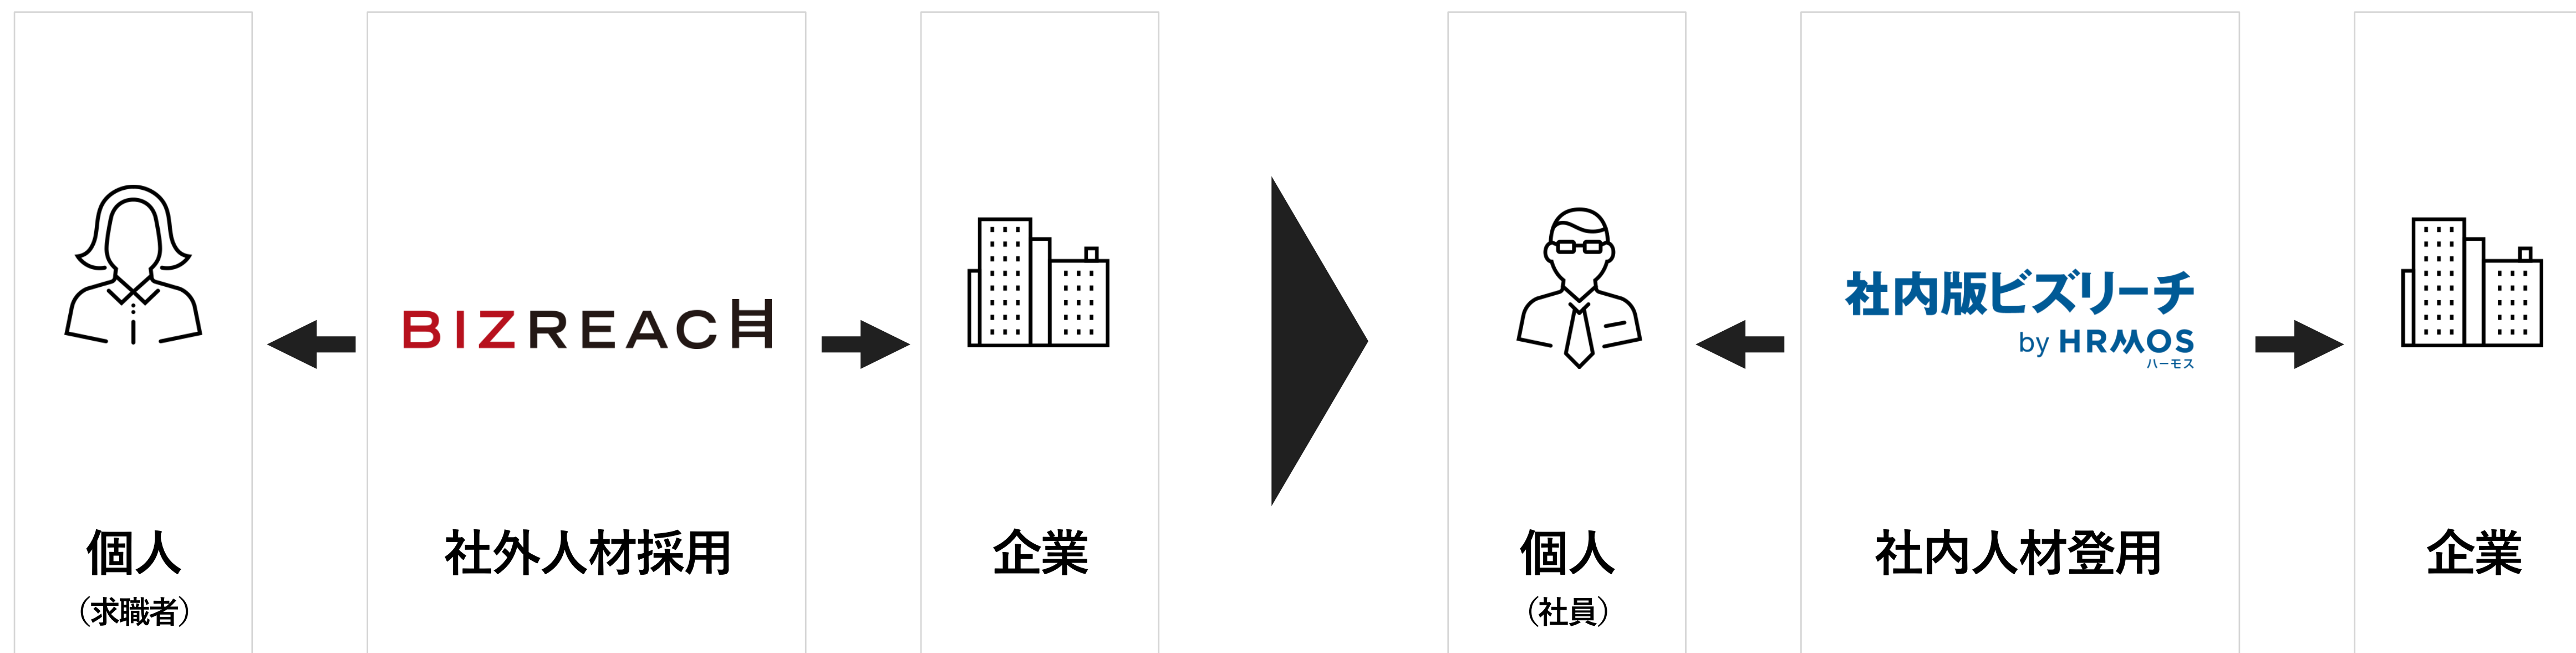 BIZREACH
社内版ビズリーチ
by HRMOS
ハーモス
個人
（求職者）
社外人材採用
企業
個人
（社員）
社内人材登用
企業